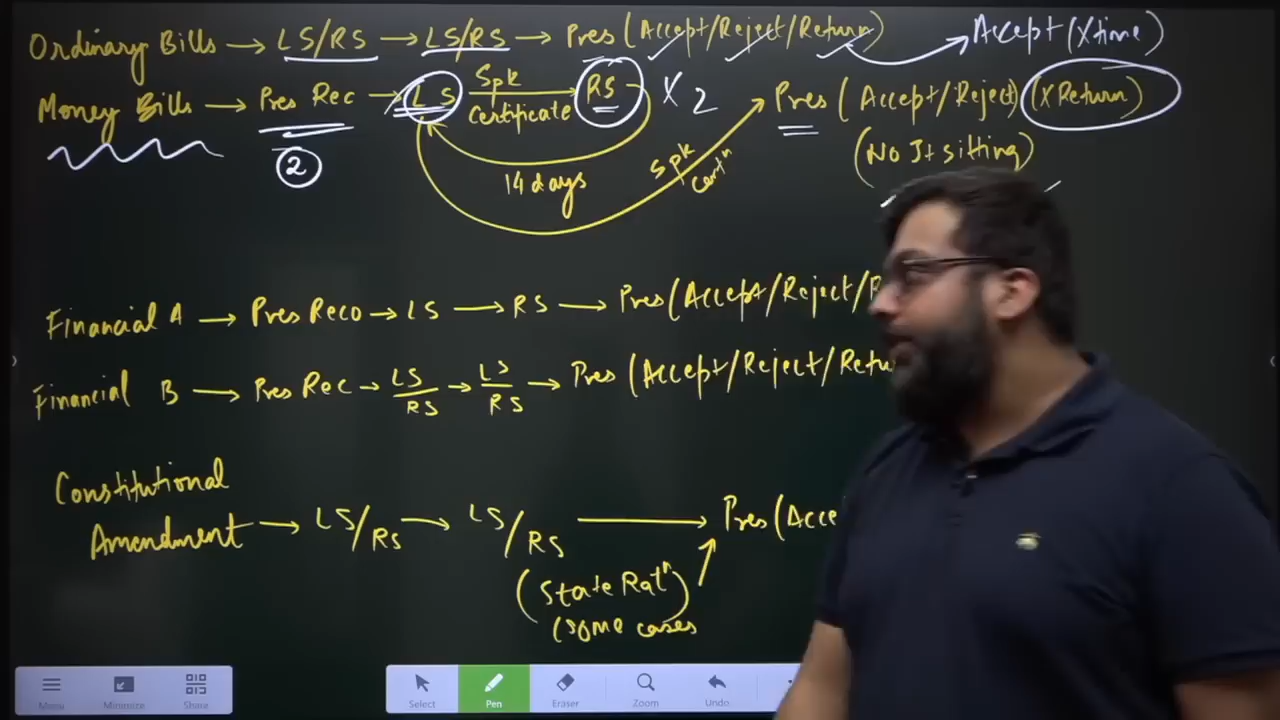 Ordinary Bills → LS/RS → LS/RS → Pres (Accept/Reject/Return) → Accept (X time)
Money Bills → Pres Rec → LS Spk certificate → RS X 2 Pres (Accept/Reject) (X Return)
2
14 days
Spk Certⁿ
(No Jt sitting)
Financial A → Pres Reco → LS → RS → Pres (Accept/Reject/R
Financial B → Pres Rec → LS/RS → LS/RS → Pres (Accept/Reject/Retu
Constitutional
Amendment → LS/RS → LS/RS → Pres (Acce
(State Ratⁿ)
(some cases
Menu
Minimize
Share
Select
Pen
Eraser
Zoom
Undo